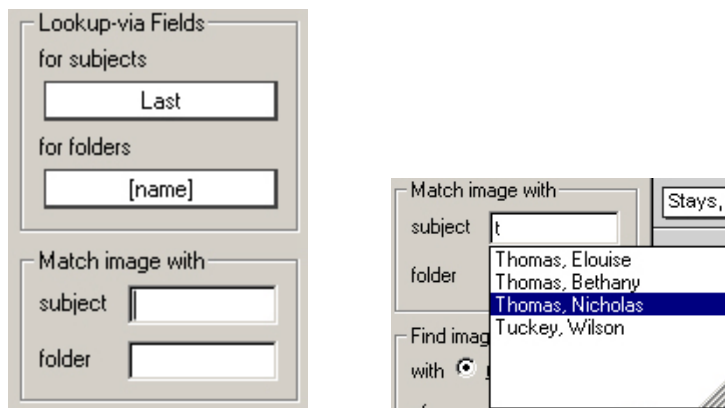 Lookup-via Fields
for subjects
Last
for folders
[name]
Match image with
subject
folder
Match image with
subject t
folder
Stays,
Thomas, Elouise
Thomas, Bethany
Thomas, Nicholas
Tuckey, Wilson
Find imag
with